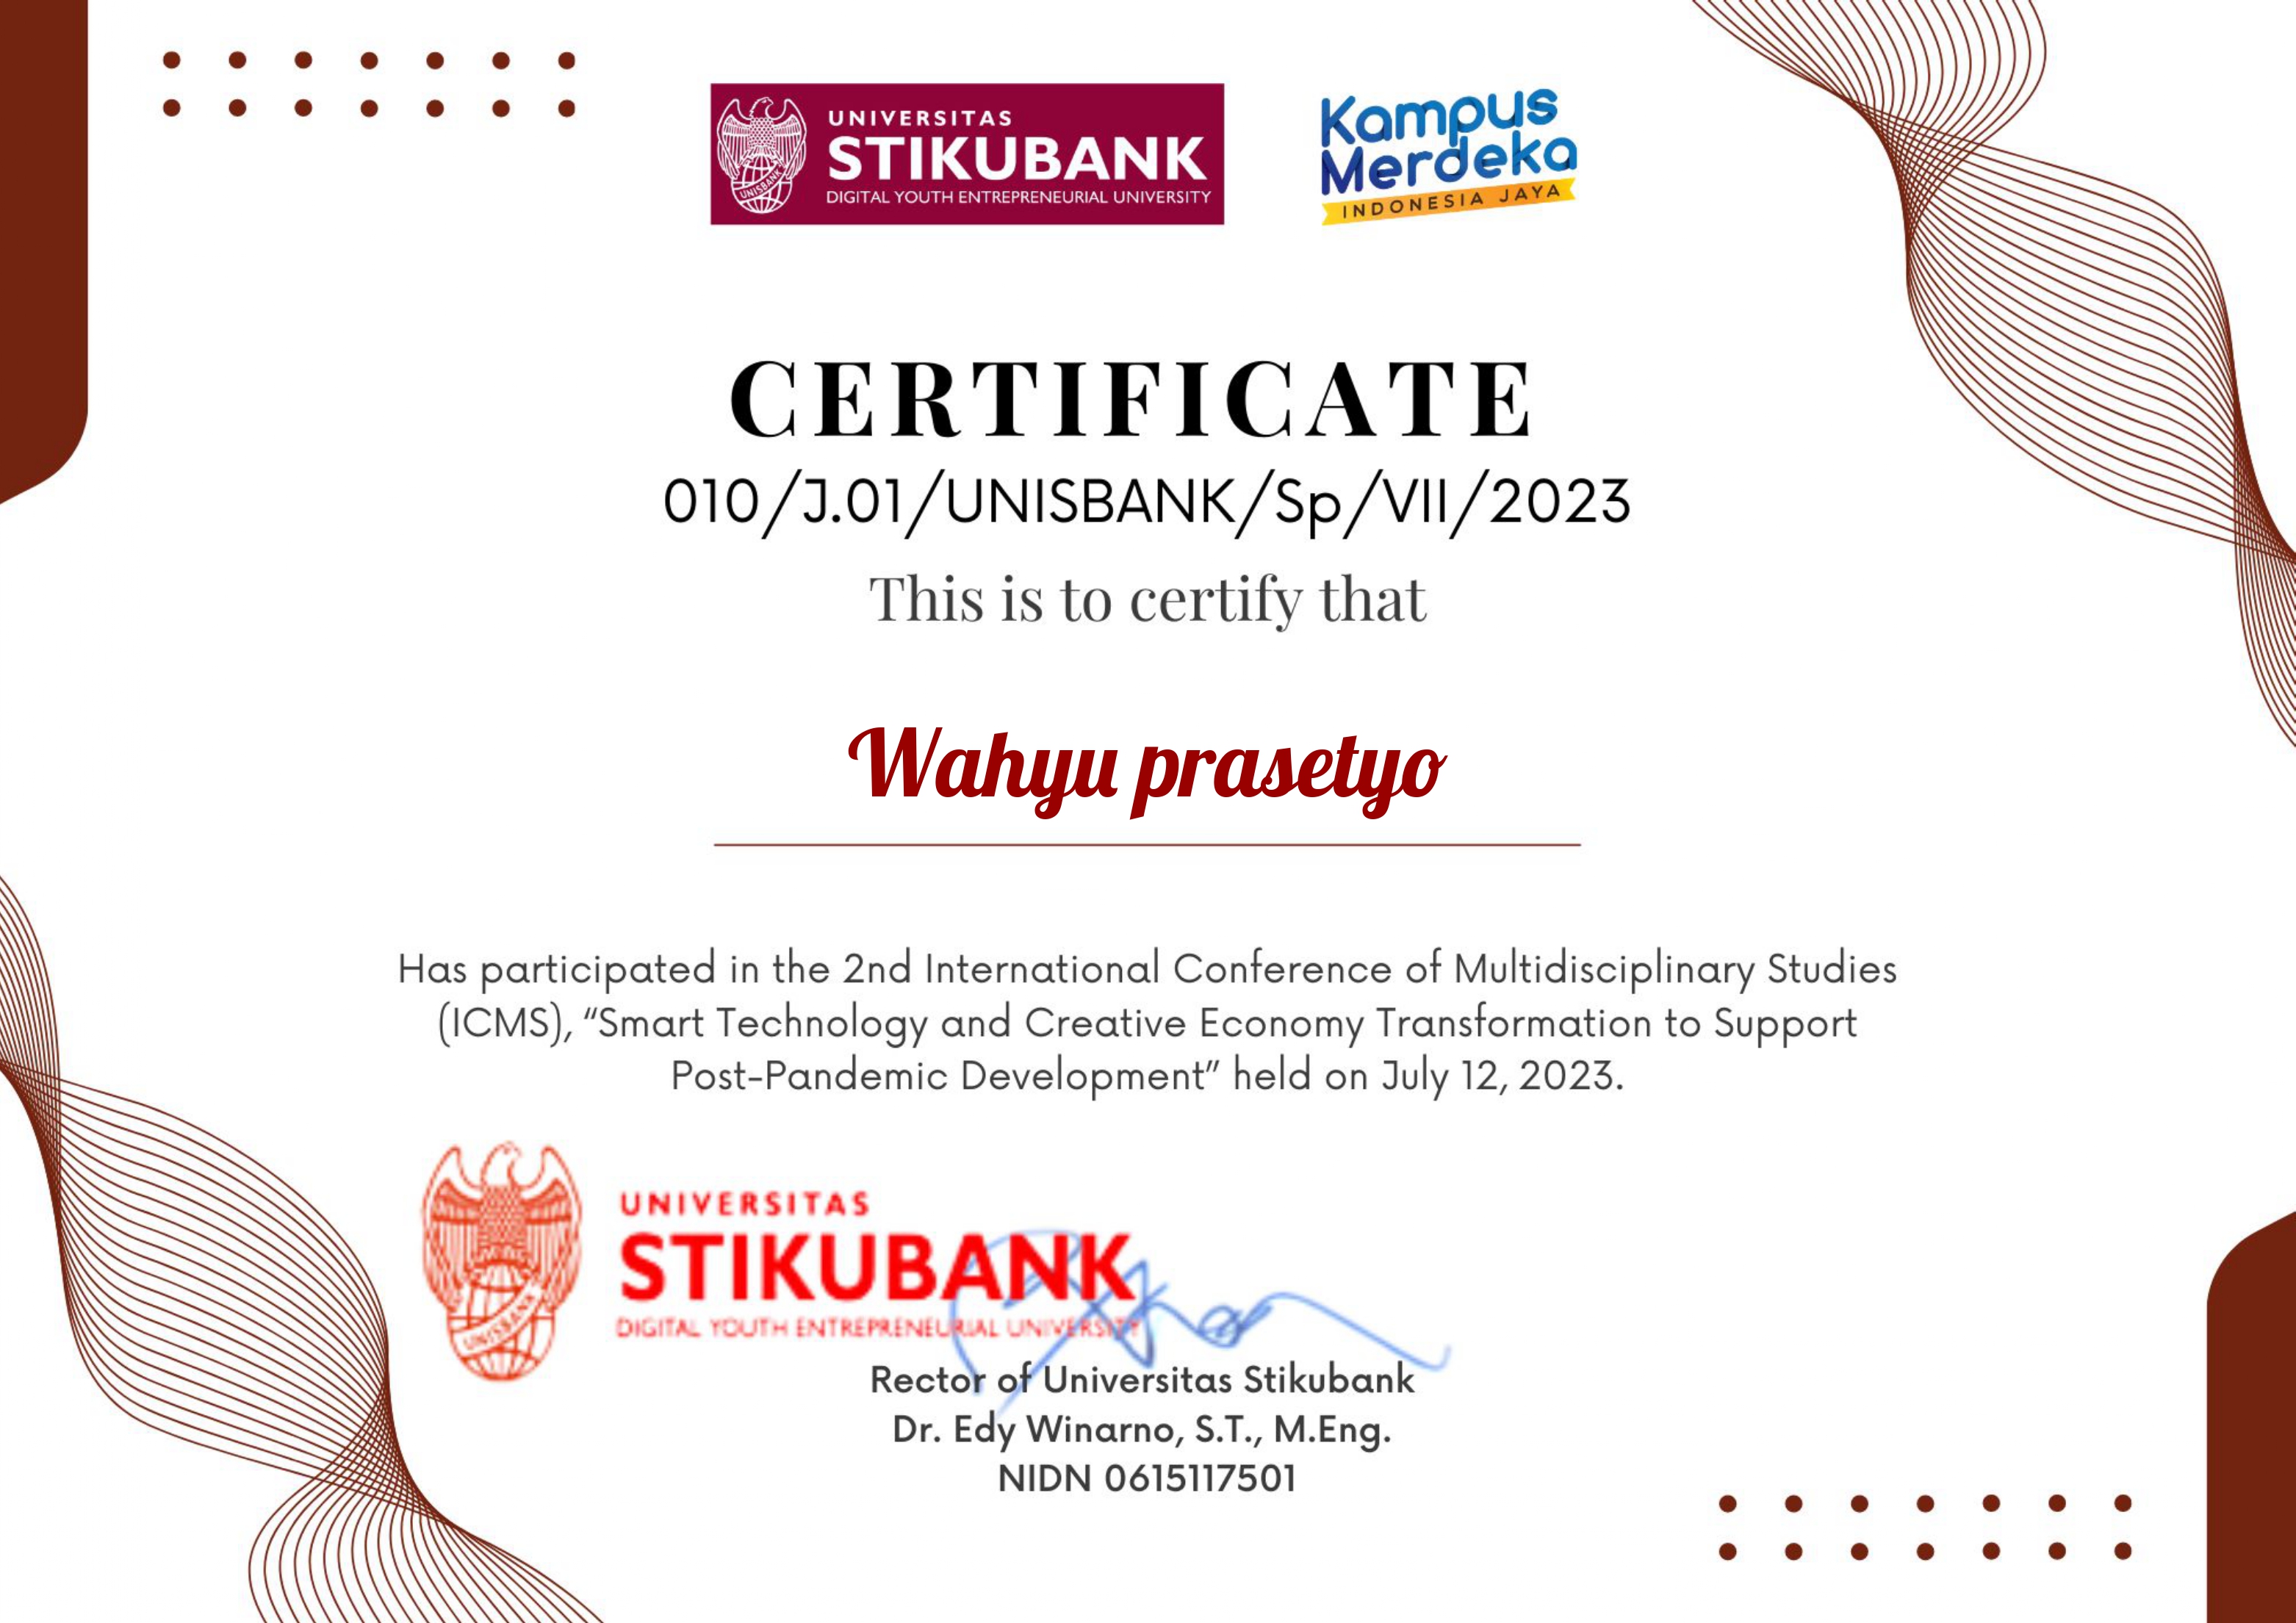 UNIVERSITAS
STIKUBANK
DIGITAL YOUTH ENTREPRENEURIAL UNIVERSITY
UNISBANK
Kampus
Merdeka
INDONESIA JAYA
CERTIFICATE
010/J.01/UNISBANK/Sp/VII/2023
This is to certify that
Wahyu prasetyo
Has participated in the 2nd International Conference of Multidisciplinary Studies
(ICMS), “Smart Technology and Creative Economy Transformation to Support
Post-Pandemic Development” held on July 12, 2023.
UNIVERSITAS
STIKUBANK
DIGITAL YOUTH ENTREPRENEURIAL UNIVERSITY
UNISBANK
Rector of Universitas Stikubank
Dr. Edy Winarno, S.T., M.Eng.
NIDN 0615117501